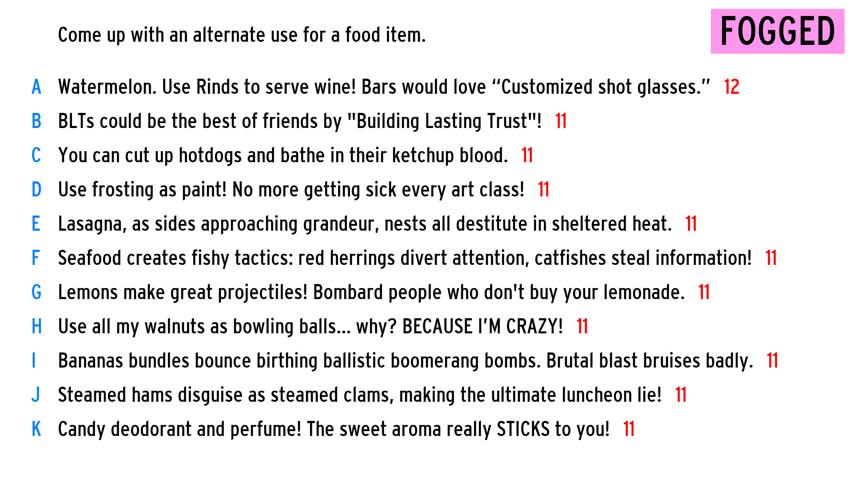 Come up with an alternate use for a food item.
FOGGED
A Watermelon. Use Rinds to serve wine! Bars would love “Customized shot glasses.” 12
B BLTs could be the best of friends by "Building Lasting Trust"! 11
C You can cut up hotdogs and bathe in their ketchup blood. 11
D Use frosting as paint! No more getting sick every art class! 11
E Lasagna, as sides approaching grandeur, nests all destitute in sheltered heat. 11
F Seafood creates fishy tactics: red herrings divert attention, catfishes steal information! 11
G Lemons make great projectiles! Bombard people who don't buy your lemonade. 11
H Use all my walnuts as bowling balls... why? BECAUSE I’M CRAZY! 11
I Bananas bundles bounce birthing ballistic boomerang bombs. Brutal blast bruises badly. 11
J Steamed hams disguise as steamed clams, making the ultimate luncheon lie! 11
K Candy deodorant and perfume! The sweet aroma really STICKS to you! 11